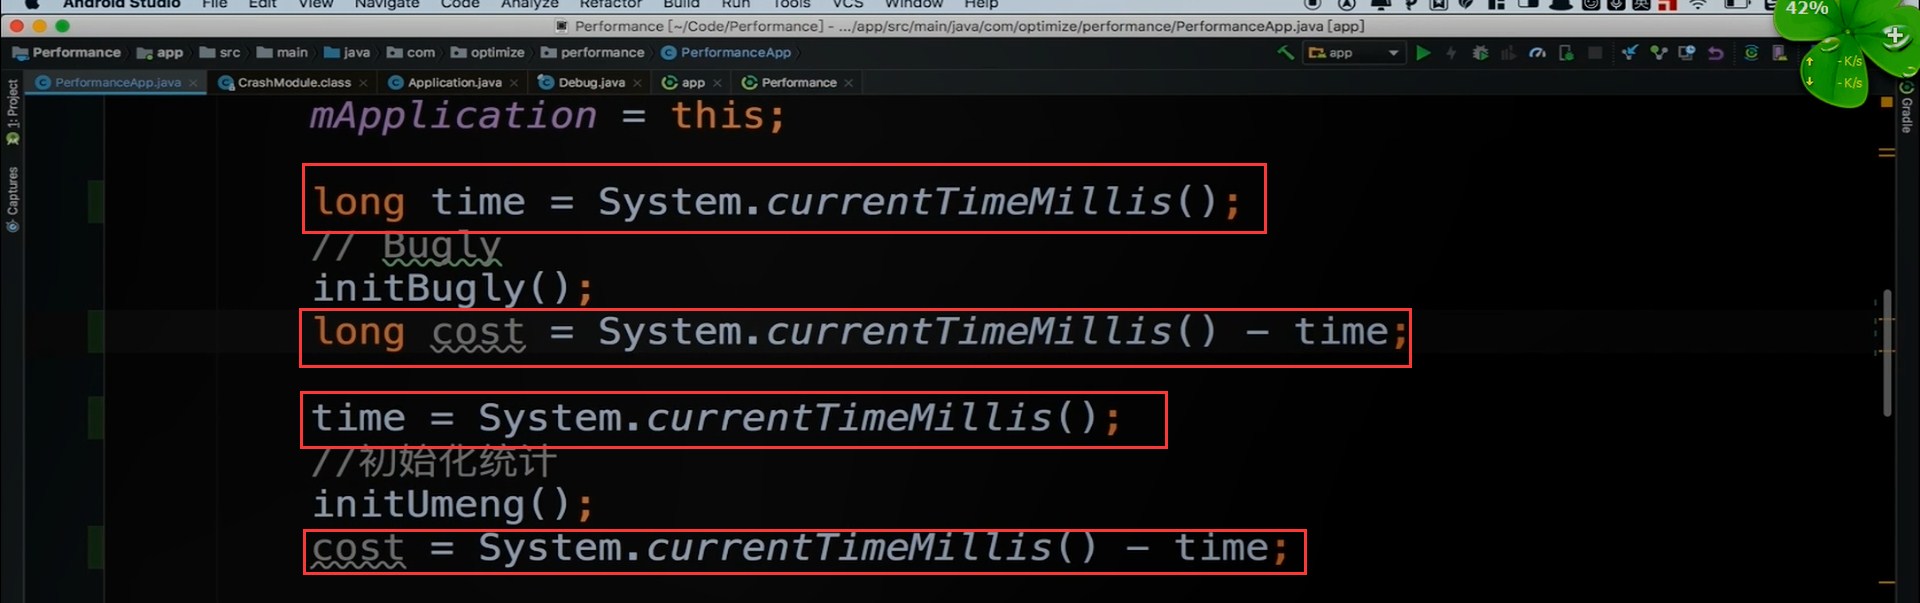 Android Studio File Edit View Navigate Code Analyze Refactor Build Run Tools VCS Window Help
42%
Performance [~/Code/Performance] - .../app/src/main/java/com/optimize/performance/PerformanceApp.java [app]
Performance app src main java com optimize performance PerformanceApp app
-K/s
-K/s
PerformanceApp.java CrashModule.class Application.java Debug.java app Performance
1: Project
Captures
Gradle
mApplication = this;
long time = System.currentTimeMillis();
// Bugly
initBugly();
long cost = System.currentTimeMillis() - time;
time = System.currentTimeMillis();
//初始化统计
initUmeng();
cost = System.currentTimeMillis() - time;